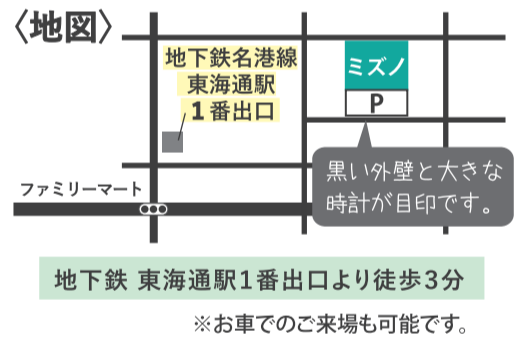 〈地図〉
地下鉄名港線
東海通駅
1番出口
ミズノ
P
黒い外壁と大きな
時計が目印です。
ファミリーマート
地下鉄 東海通駅1番出口より徒歩3分
※お車でのご来場も可能です。